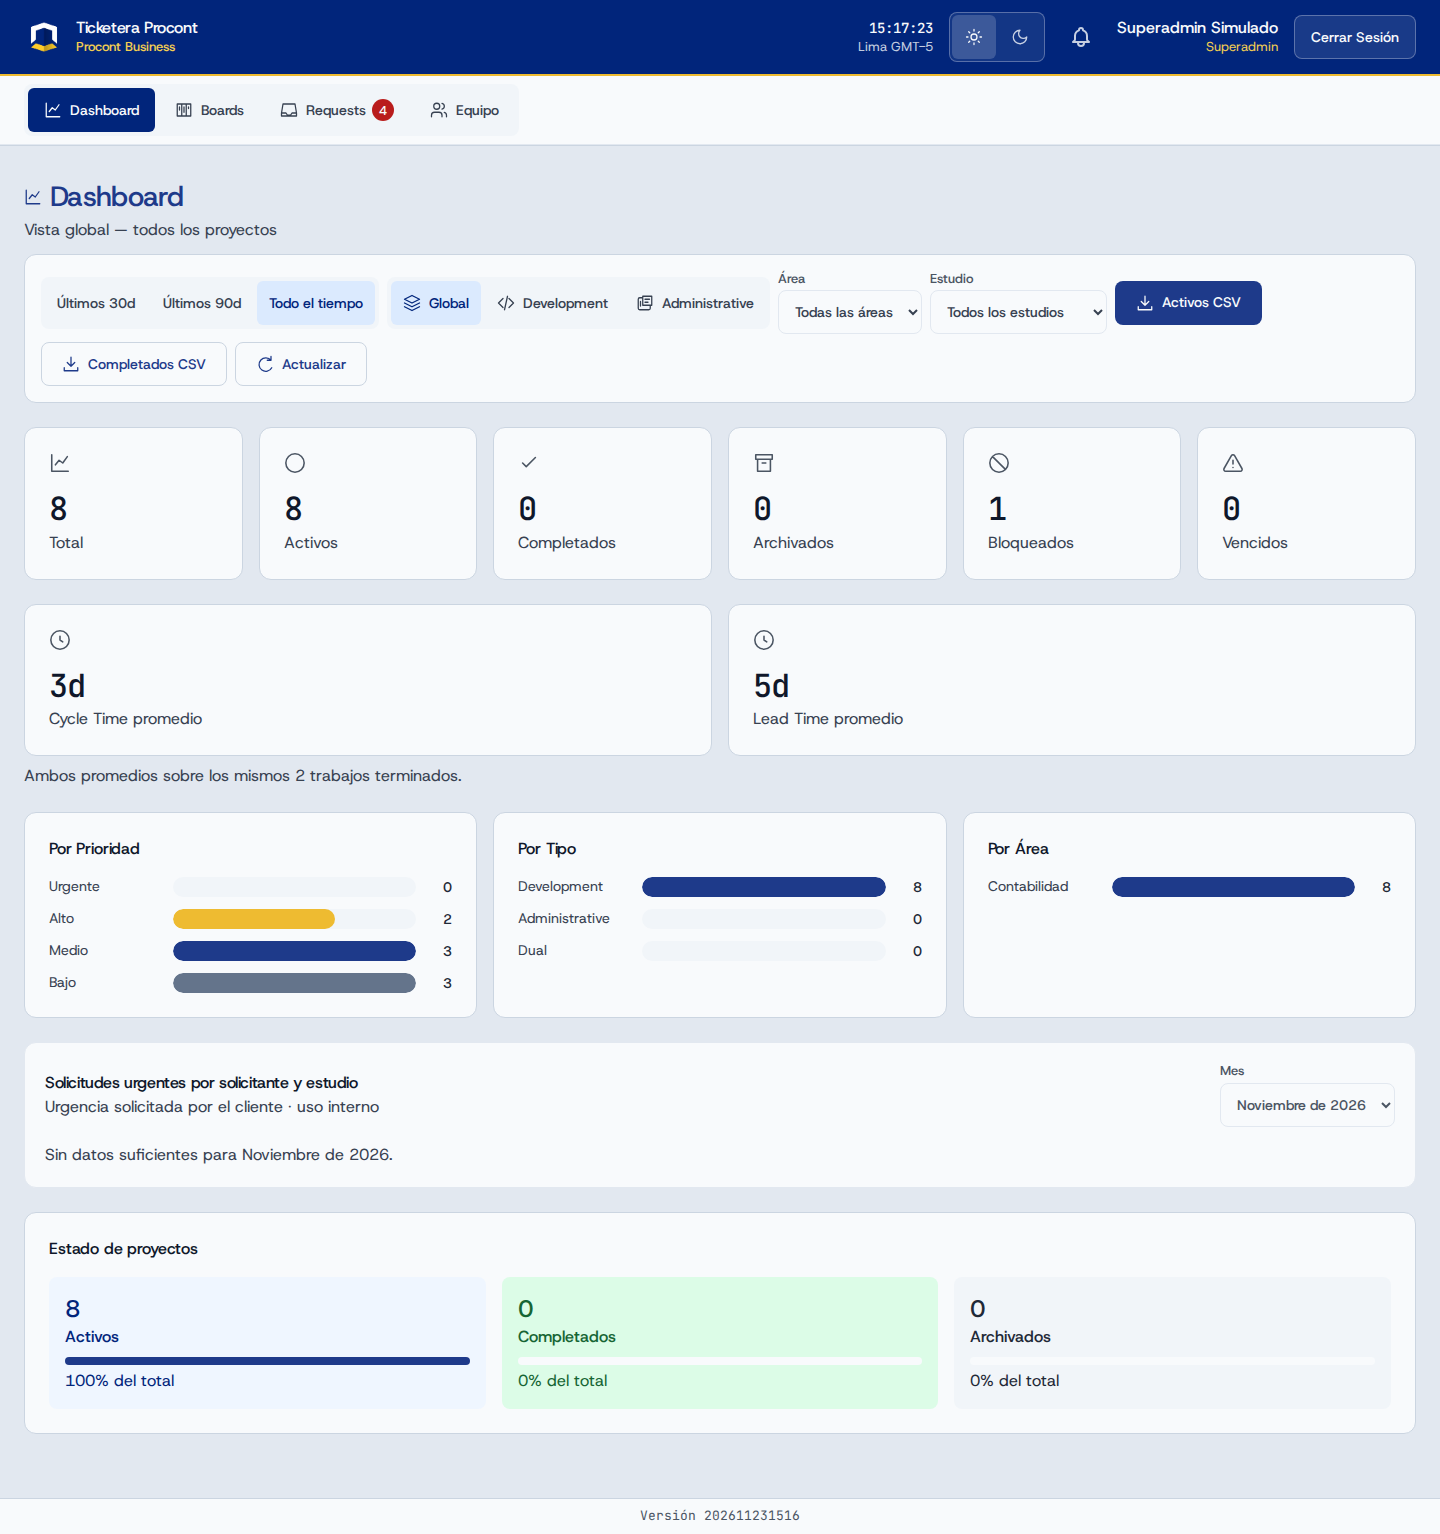 Ticketera Procont
Procont Business
15:17:23
Lima GMT-5
Superadmin Simulado
Superadmin
Cerrar Sesión
Dashboard
Boards
Requests 4
Equipo
Dashboard
Vista global — todos los proyectos
Últimos 30d
Últimos 90d
Todo el tiempo
Global
Development
Administrative
Área
Todas las áreas
Estudio
Todos los estudios
Activos CSV
Completados CSV
Actualizar
8
Total
8
Activos
0
Completados
0
Archivados
1
Bloqueados
0
Vencidos
3d
Cycle Time promedio
5d
Lead Time promedio
Ambos promedios sobre los mismos 2 trabajos terminados.
Por Prioridad
Urgente 0
Alto 2
Medio 3
Bajo 3
Por Tipo
Development 8
Administrative 0
Dual 0
Por Área
Contabilidad 8
Solicitudes urgentes por solicitante y estudio
Urgencia solicitada por el cliente · uso interno
Mes
Noviembre de 2026
Sin datos suficientes para Noviembre de 2026.
Estado de proyectos
8
Activos
100% del total
0
Completados
0% del total
0
Archivados
0% del total
Versión 202611231516